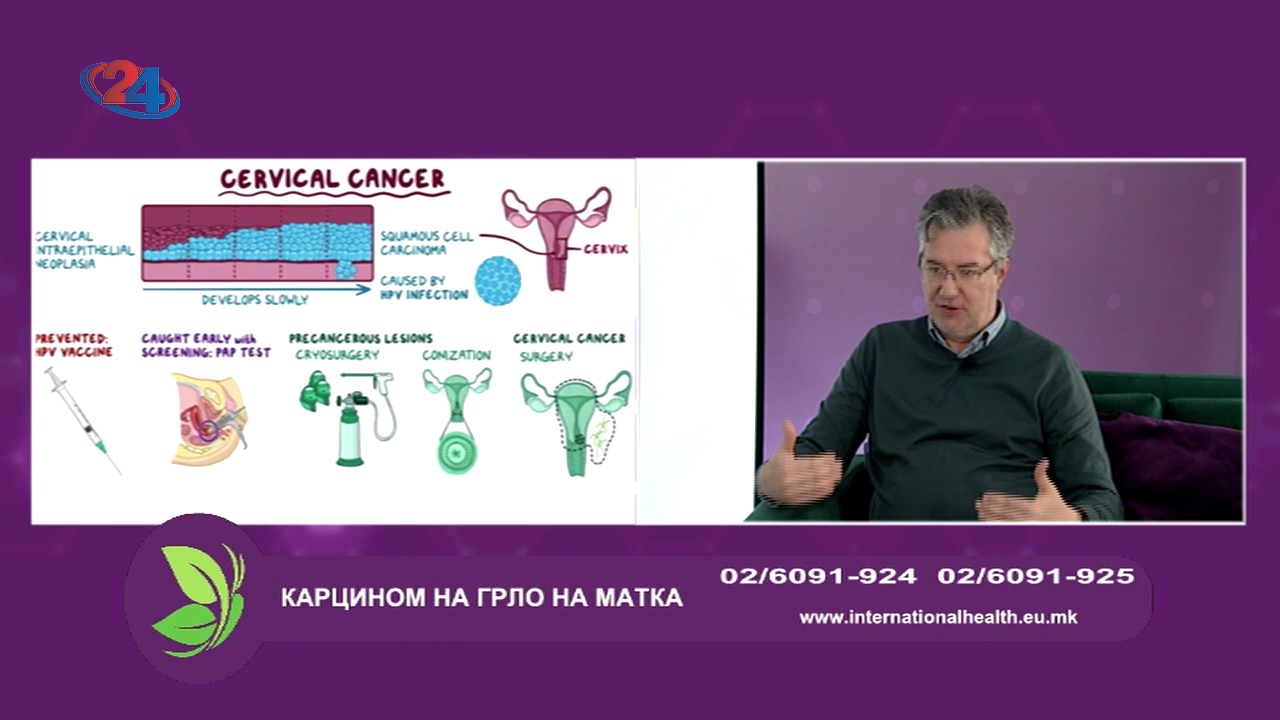 24
CERVICAL CANCER
CERVICAL
INTRAEPITHELIAL
NEOPLASIA
DEVELOPS SLOWLY
SQUAMOUS CELL
CARCINOMA
CAUSED BY
HPV INFECTION
CERVIX
PREVENTED:
HPV VACCINE
CAUGHT EARLY with
SCREENING: PAP TEST
PRECANCEROUS LESIONS
CRYOSURGERY
CONIZATION
CERVICAL CANCER
SURGERY
КАРЦИНОМ НА ГРЛО НА МАТКА
02/6091-924 02/6091-925
www.internationalhealth.eu.mk